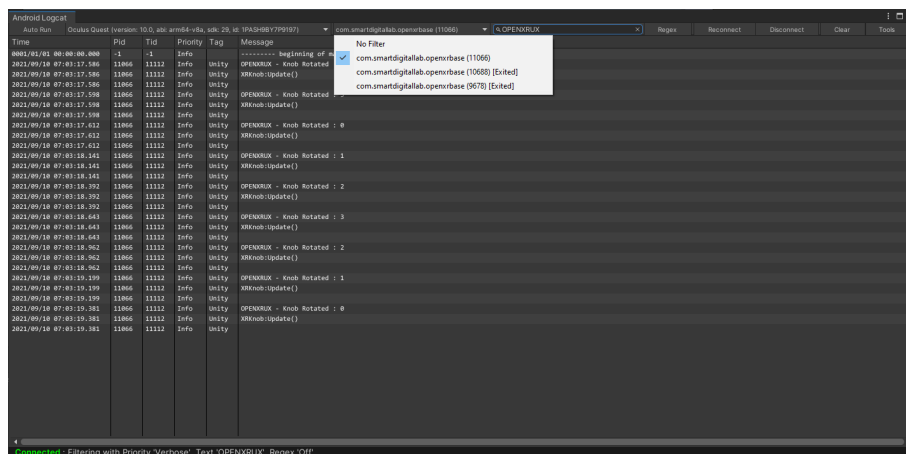 Android Logcat
Auto Run Oculus Quest (version: 10.0, abi: arm64-v8a, sdk: 29, id: 1PASH9BY7P9197) com.smartdigitallab.openxrbase (11066) OPENXRUX × Regex Reconnect Disconnect Clear Tools
Time Pid Tid Priority Tag Message
No Filter
com.smartdigitallab.openxrbase (11066)
com.smartdigitallab.openxrbase (10688) [Exited]
com.smartdigitallab.openxrbase (9678) [Exited]
0001/01/01 00:00:00.000 -1 -1 Info --------- beginning of
2021/09/10 07:03:17.586 11066 11112 Info Unity OPENXRUX - Knob Rotated
2021/09/10 07:03:17.586 11066 11112 Info Unity XRKnob:Update()
2021/09/10 07:03:17.586 11066 11112 Info Unity
2021/09/10 07:03:17.598 11066 11112 Info Unity OPENXRUX - Knob Rotated :
2021/09/10 07:03:17.598 11066 11112 Info Unity XRKnob:Update()
2021/09/10 07:03:17.598 11066 11112 Info Unity
2021/09/10 07:03:17.612 11066 11112 Info Unity OPENXRUX - Knob Rotated : 0
2021/09/10 07:03:17.612 11066 11112 Info Unity XRKnob:Update()
2021/09/10 07:03:17.612 11066 11112 Info Unity
2021/09/10 07:03:18.141 11066 11112 Info Unity OPENXRUX - Knob Rotated : 1
2021/09/10 07:03:18.141 11066 11112 Info Unity XRKnob:Update()
2021/09/10 07:03:18.141 11066 11112 Info Unity
2021/09/10 07:03:18.392 11066 11112 Info Unity OPENXRUX - Knob Rotated : 2
2021/09/10 07:03:18.392 11066 11112 Info Unity XRKnob:Update()
2021/09/10 07:03:18.392 11066 11112 Info Unity
2021/09/10 07:03:18.643 11066 11112 Info Unity OPENXRUX - Knob Rotated : 3
2021/09/10 07:03:18.643 11066 11112 Info Unity XRKnob:Update()
2021/09/10 07:03:18.643 11066 11112 Info Unity
2021/09/10 07:03:18.962 11066 11112 Info Unity OPENXRUX - Knob Rotated : 2
2021/09/10 07:03:18.962 11066 11112 Info Unity XRKnob:Update()
2021/09/10 07:03:18.962 11066 11112 Info Unity
2021/09/10 07:03:19.199 11066 11112 Info Unity OPENXRUX - Knob Rotated : 1
2021/09/10 07:03:19.199 11066 11112 Info Unity XRKnob:Update()
2021/09/10 07:03:19.199 11066 11112 Info Unity
2021/09/10 07:03:19.381 11066 11112 Info Unity OPENXRUX - Knob Rotated : 0
2021/09/10 07:03:19.381 11066 11112 Info Unity XRKnob:Update()
2021/09/10 07:03:19.381 11066 11112 Info Unity
Connected : Filtering with Priority 'Verbose', Text 'OPENXRUX', Regex 'Off'